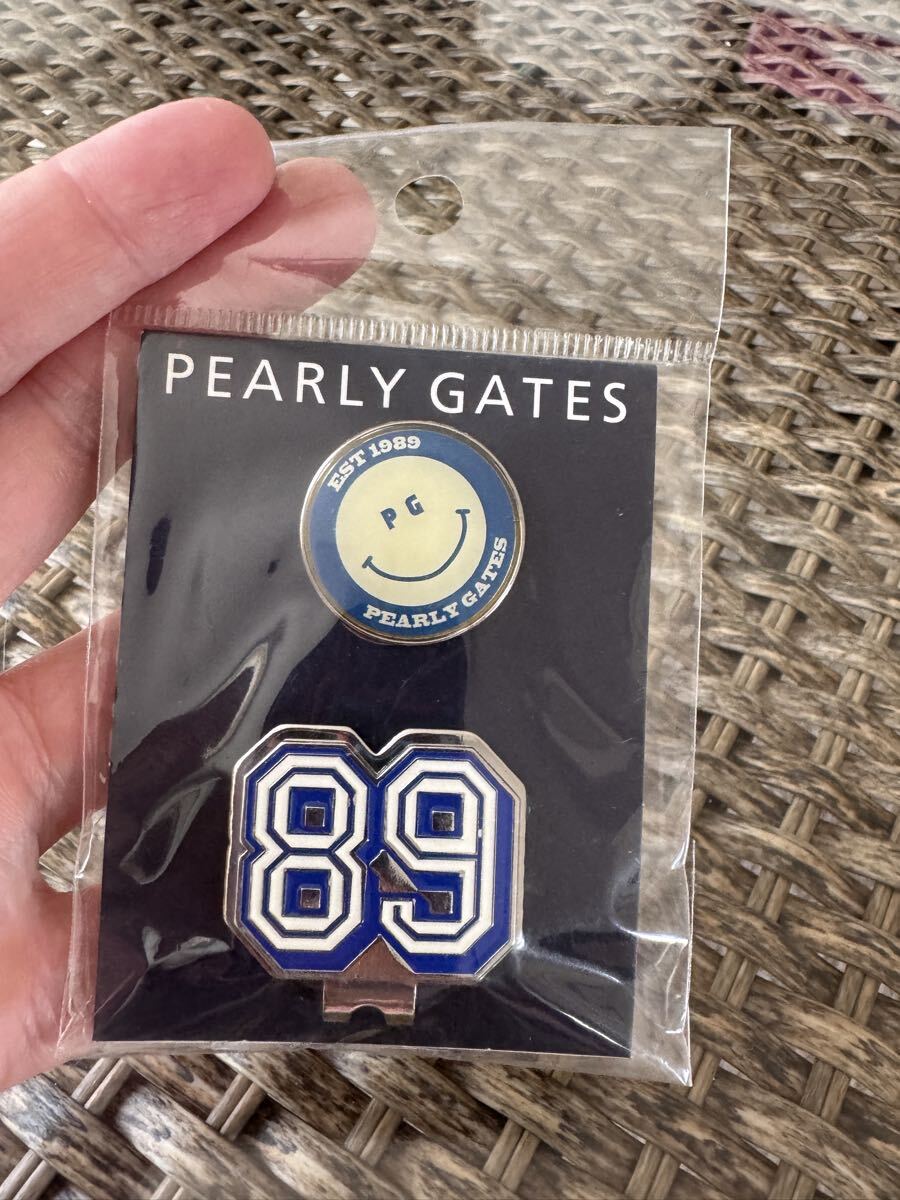 PEARLY GATES
EST 1989
PG
PEARLY GATES
89